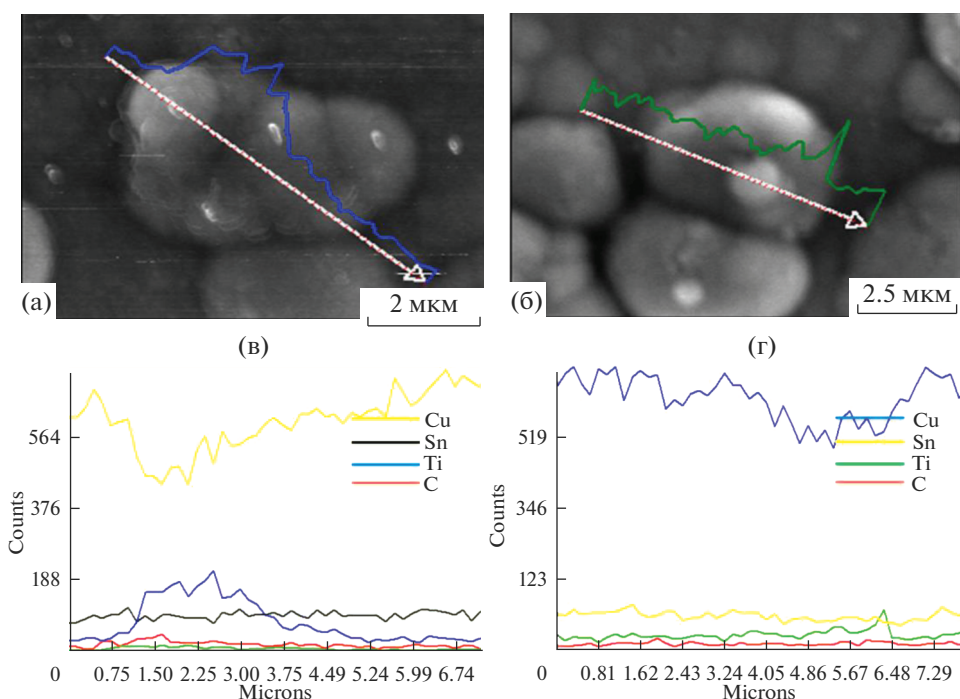 (а)
2 мкм
(б)
2.5 мкм
(в)
Counts
564
376
188
0
0.75 1.50 2.25 3.00 3.75 4.49 5.24 5.99 6.74
Microns
Cu
Sn
Ti
C
(г)
Counts
519
346
123
0
0.81 1.62 2.43 3.24 4.05 4.86 5.67 6.48 7.29
Microns
Cu
Sn
Ti
C